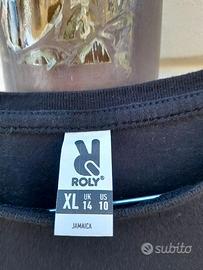 ROLY®
XL UK 14 US 10
JAMAICA
subito